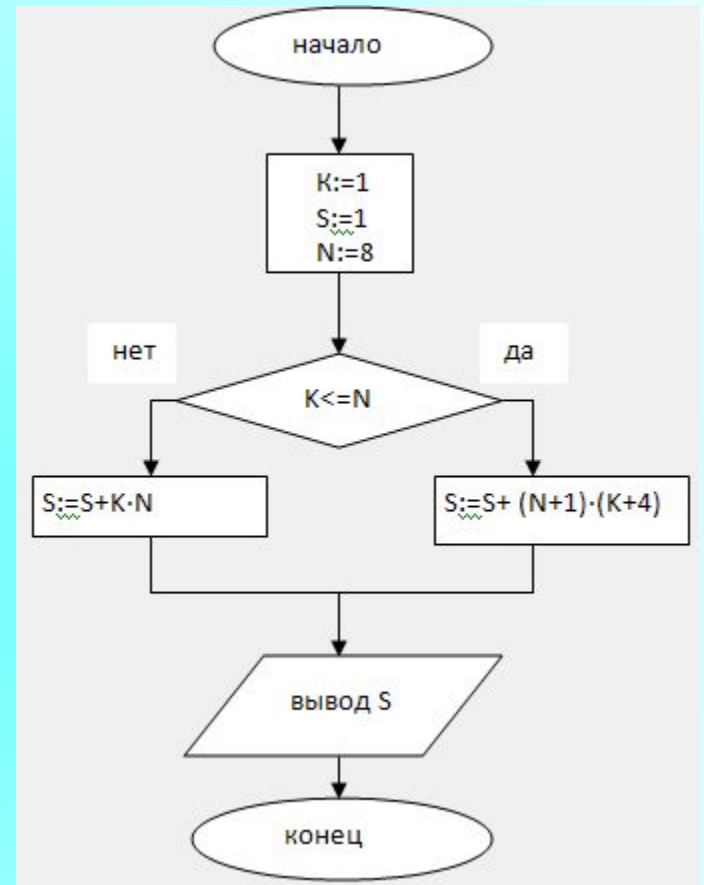 начало
К:=1
S:=1
N:=8
нет
да
K<=N
S:=S+K·N
S:=S+ (N+1)·(K+4)
вывод S
конец